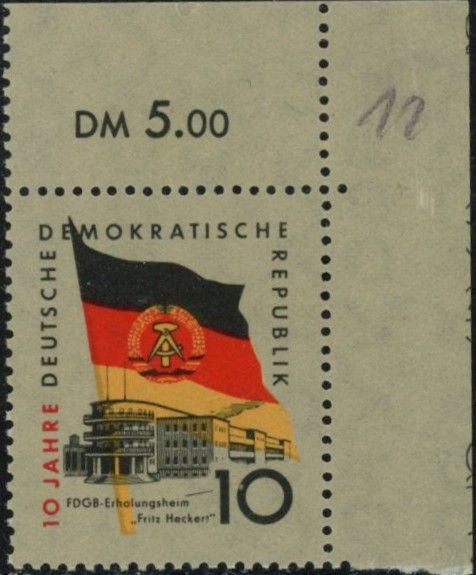 DM 5.00
12
10 JAHRE DEUTSCHE DEMOKRATISCHE REPUBLIK
FDGB-Erholungsheim
„Fritz Heckert"
10